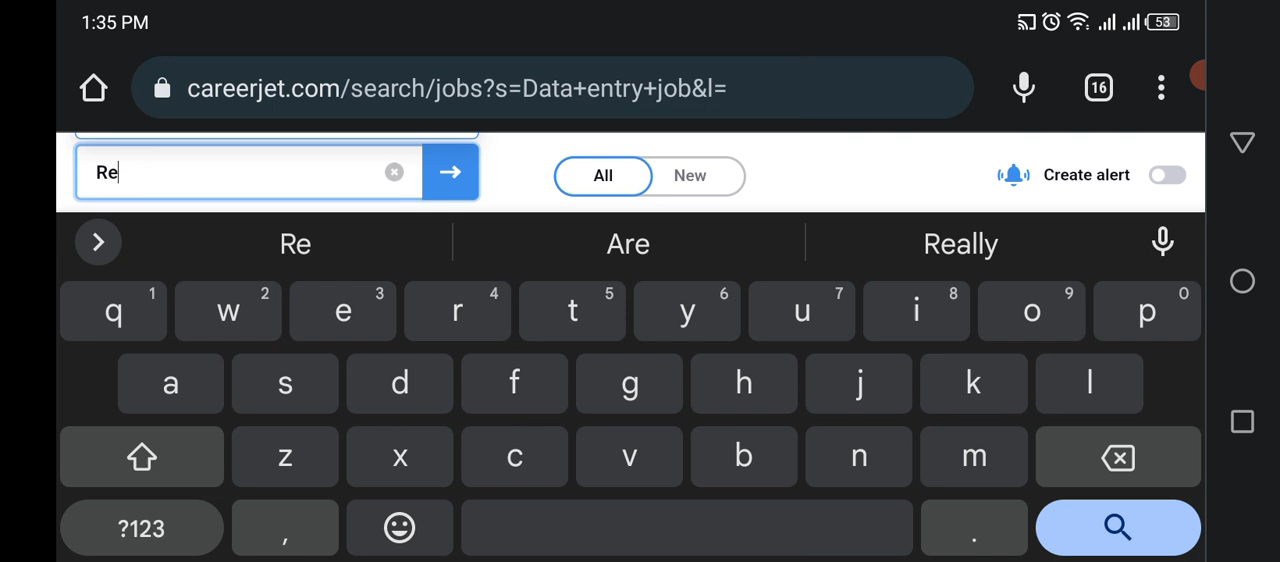 1:35 PM
53
careerjet.com/search/jobs?s=Data+entry+job&l=
16
Re
All
New
Create alert
Re
Are
Really
q 1 w 2 e 3 r 4 t 5 y 6 u 7 i 8 o 9 p 0
a s d f g h j k l
z x c v b n m
?123 , .